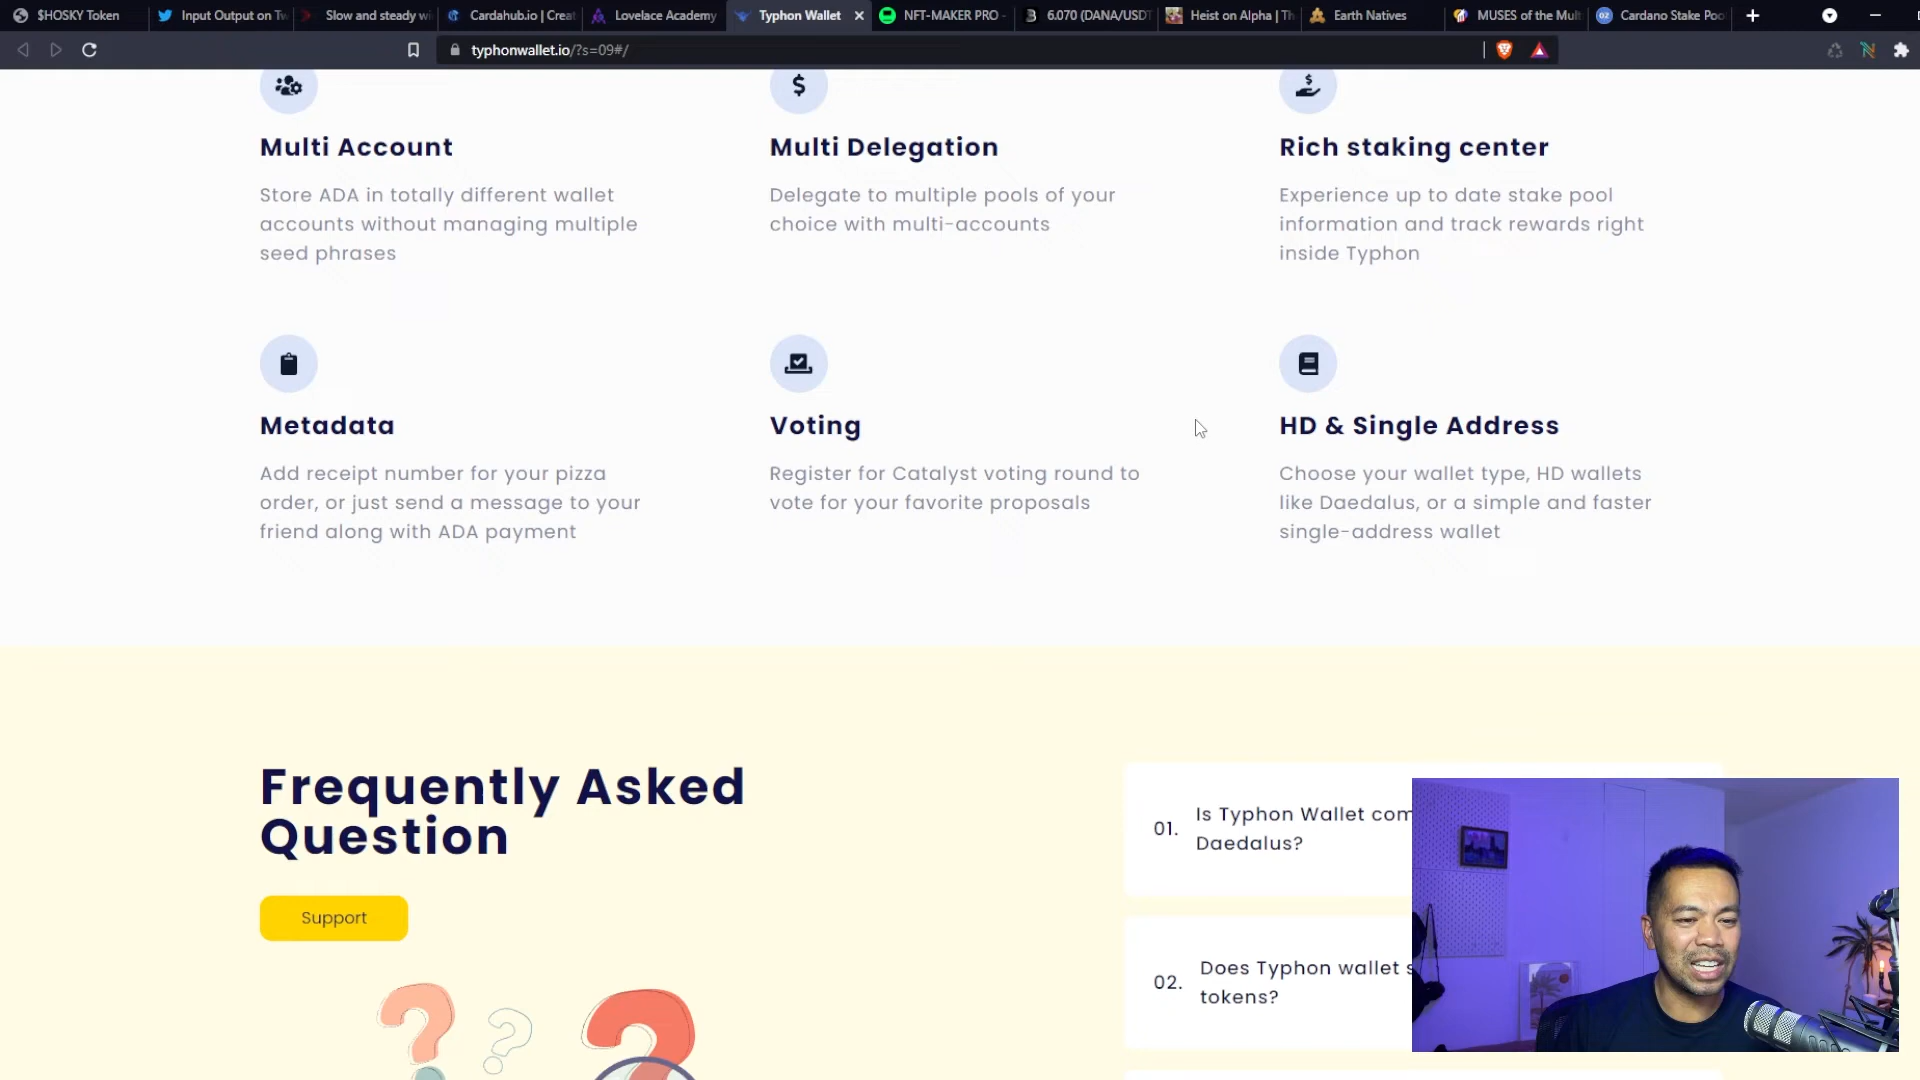 $HOSKY Token
Input Output on Tw
Slow and steady wi
Cardahub.io | Creat
Lovelace Academy
Typhon Wallet
NFT-MAKER PRO -
6.070 (DANA/USDT
Heist on Alpha | Th
Earth Natives
MUSES of the Mult
Cardano Stake Poo
typhonwallet.io/?s=09#/
Multi Account
Store ADA in totally different wallet
accounts without managing multiple
seed phrases
Multi Delegation
Delegate to multiple pools of your
choice with multi-accounts
Rich staking center
Experience up to date stake pool
information and track rewards right
inside Typhon
Metadata
Add receipt number for your pizza
order, or just send a message to your
friend along with ADA payment
Voting
Register for Catalyst voting round to
vote for your favorite proposals
HD & Single Address
Choose your wallet type, HD wallets
like Daedalus, or a simple and faster
single-address wallet
Frequently Asked
Question
Support
01. Is Typhon Wallet com
Daedalus?
02. Does Typhon wallet s
tokens?